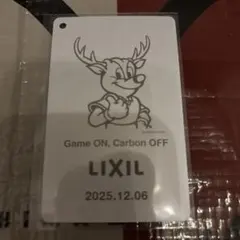 Game ON, Carbon OFF
LIXIL
2025.12.06